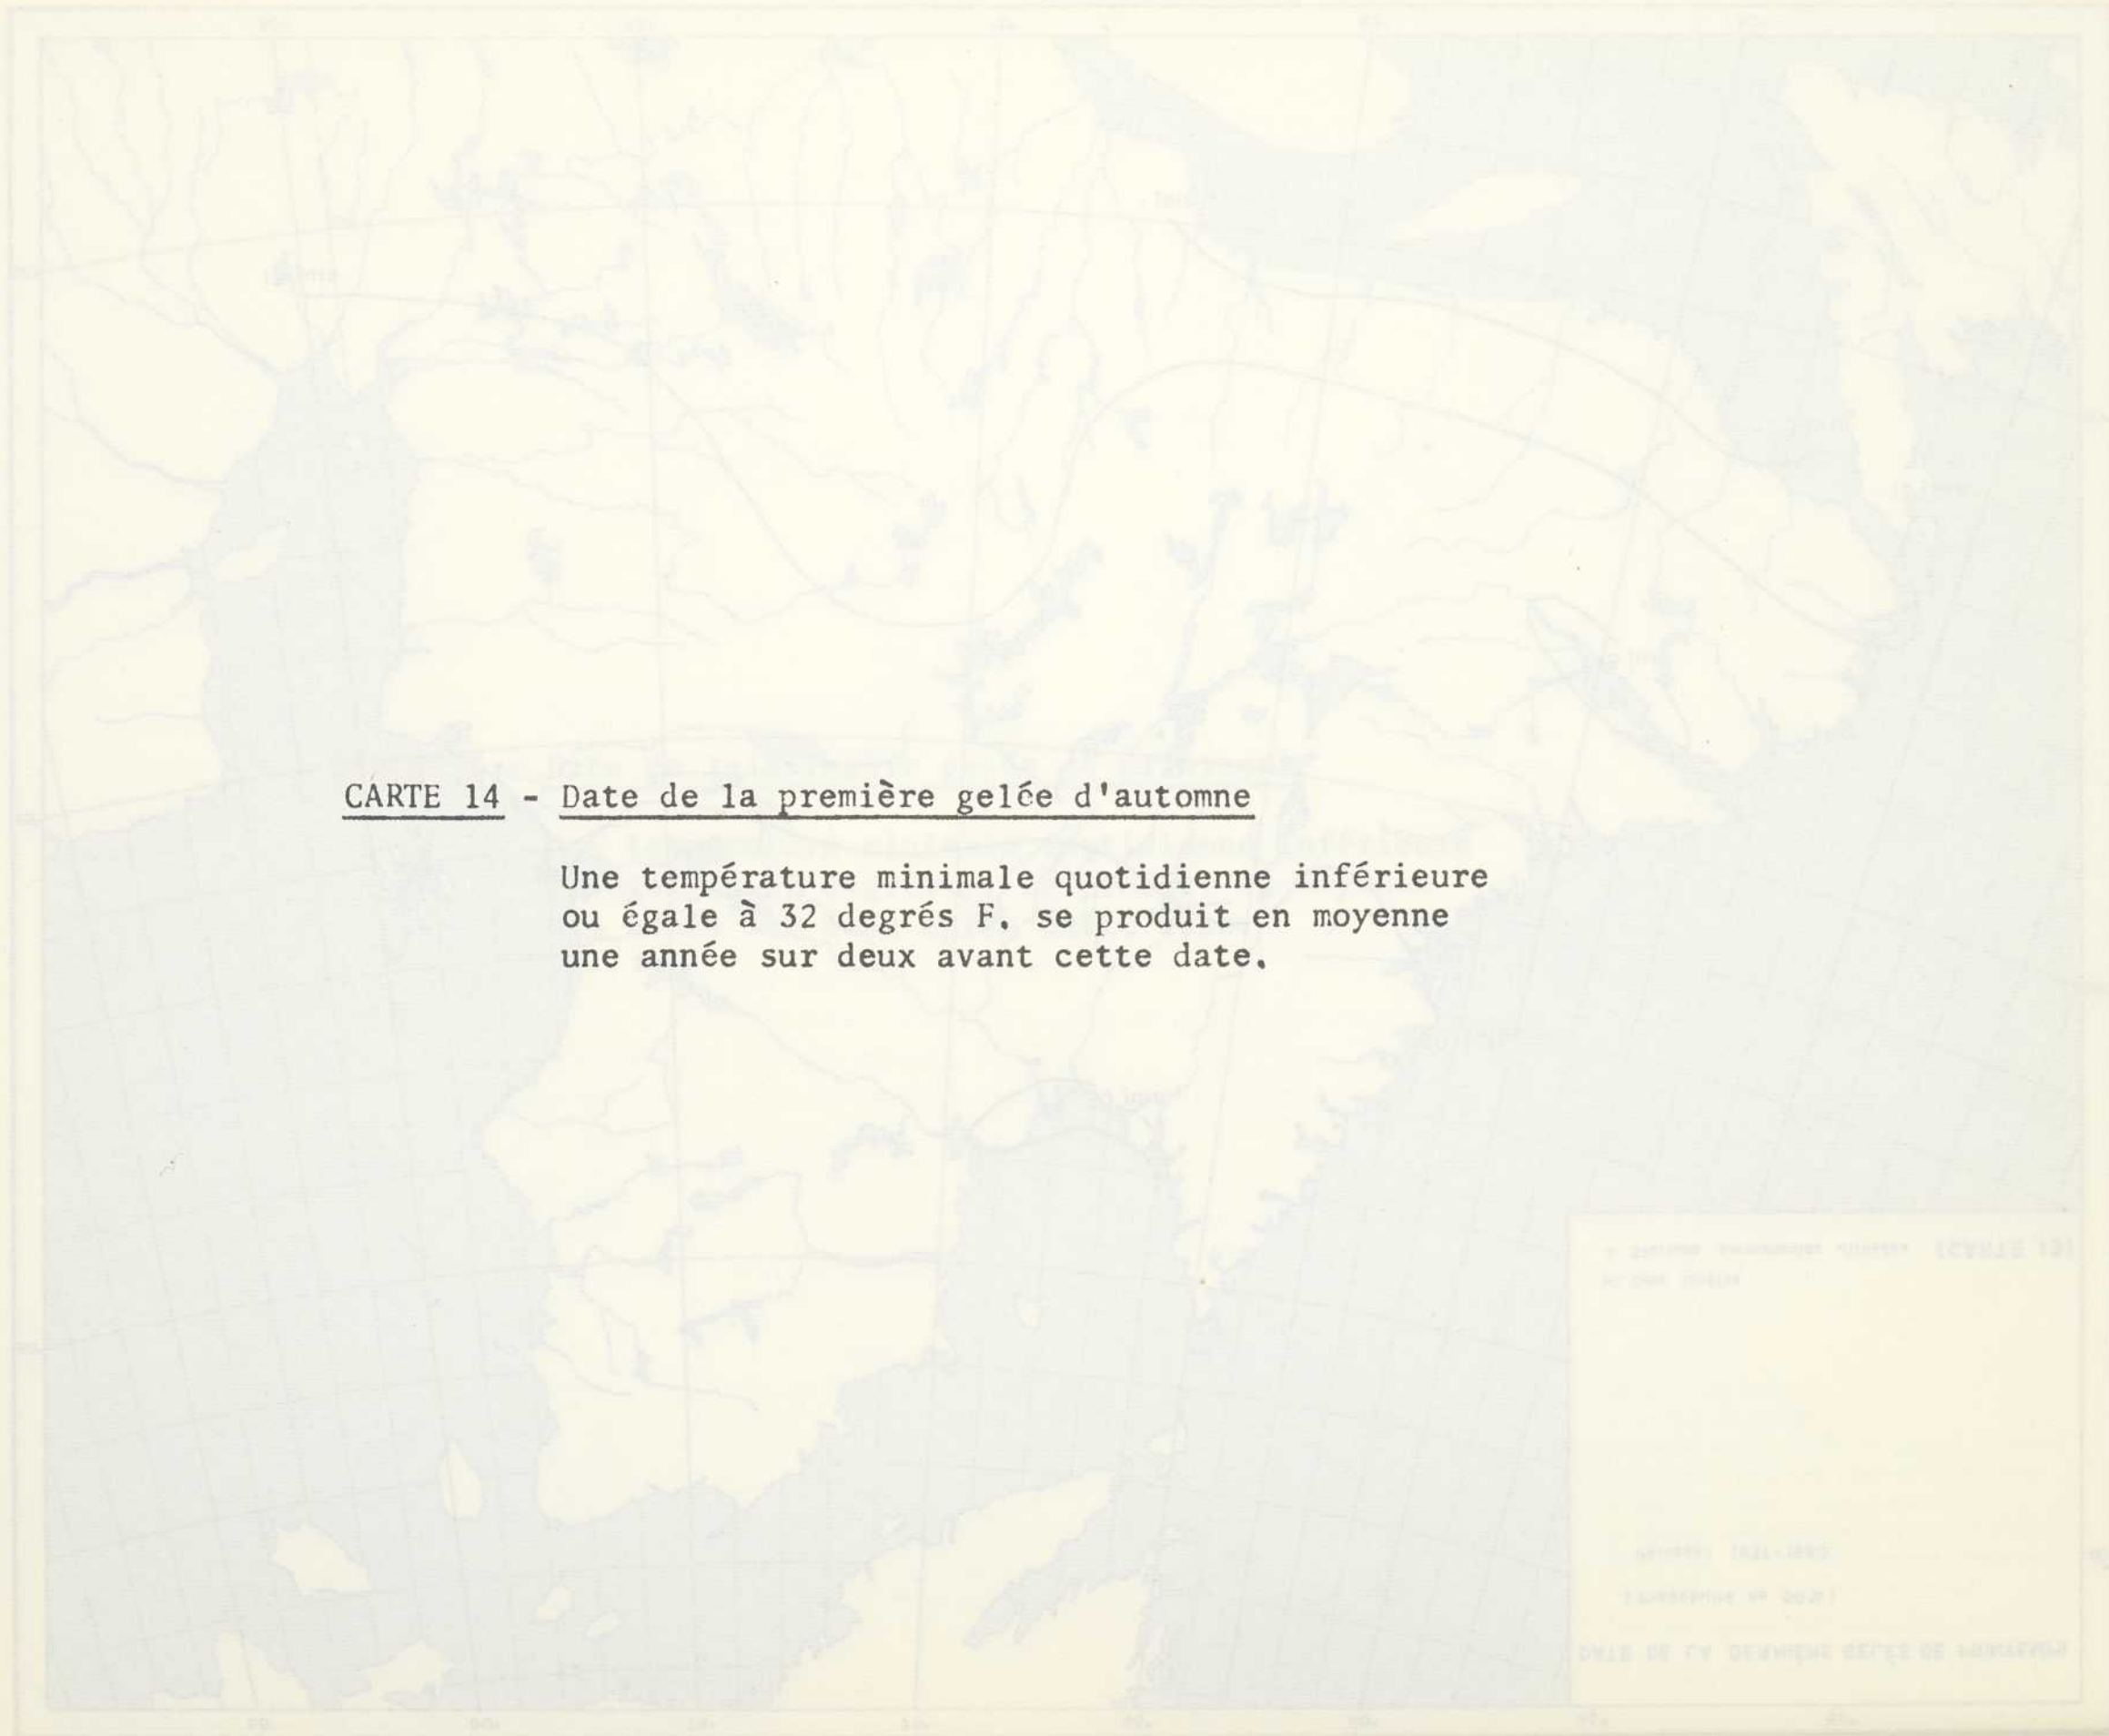 CARTE 14 - Date de la première gelée d'automne
Une température minimale quotidienne inférieure
ou égale à 32 degrés F. se produit en moyenne
une année sur deux avant cette date.